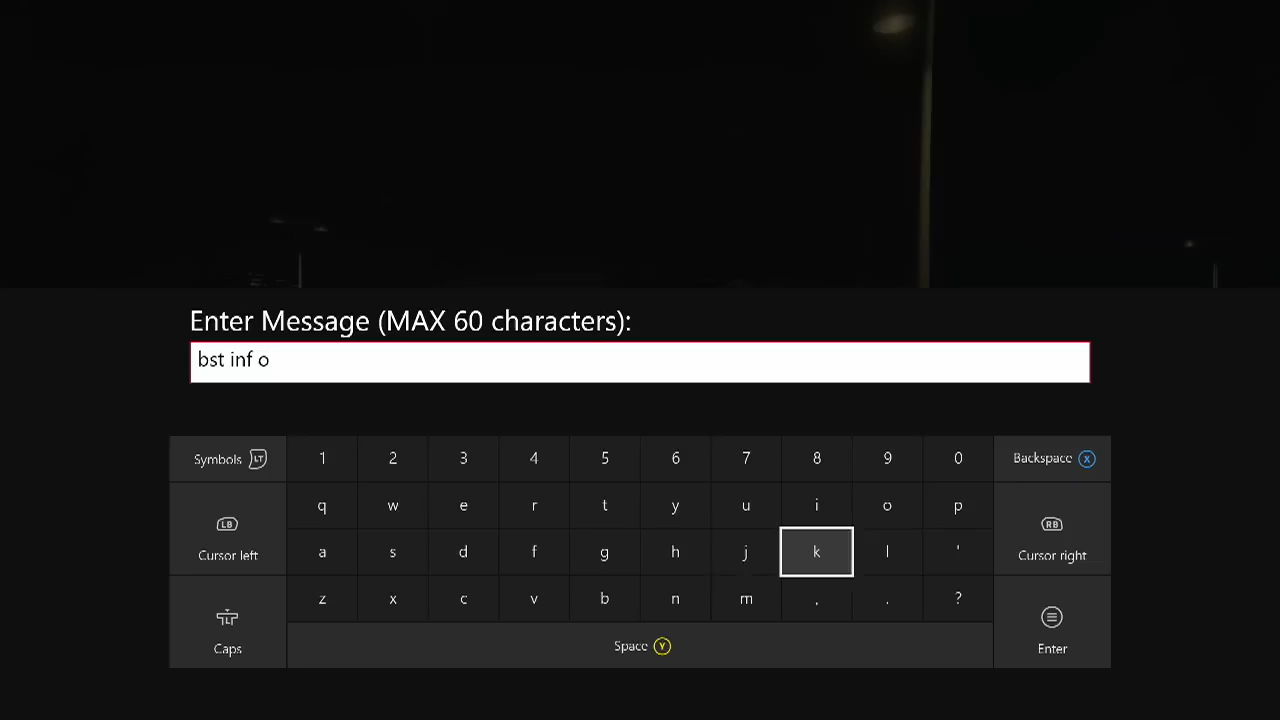 Enter Message (MAX 60 characters):
bst inf o
Symbols LT 1 2 3 4 5 6 7 8 9 0 Backspace X
q w e r t y u i o p
LB Cursor left RB Cursor right
a s d f g h j k l '
z x c v b n m , . ?
LT Caps Enter
Space Y